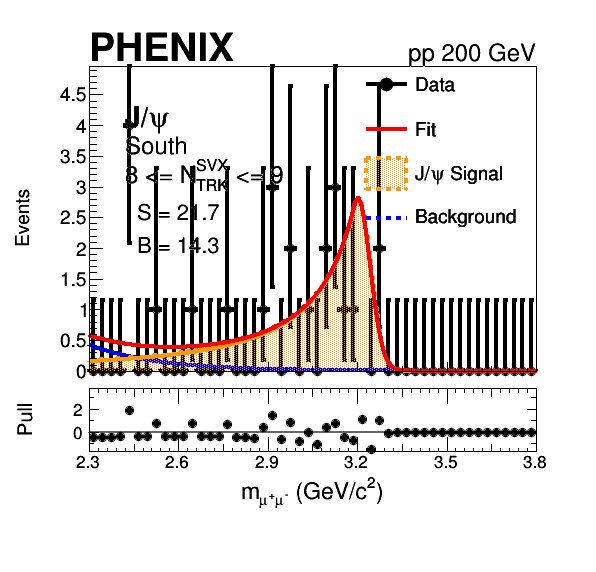 PHENIX
pp 200 GeV
Data
Fit
J/ψ Signal
Background
J/ψ
South
8 <= N^SVX_TRK <= 9
S = 21.7
B = 14.3
Events
4.5
4
3.5
3
2.5
2
1.5
1
0.5
0
Pull
2
0
2.3 2.6 2.9 3.2 3.5 3.8
m_μ⁺μ⁻ (GeV/c²)